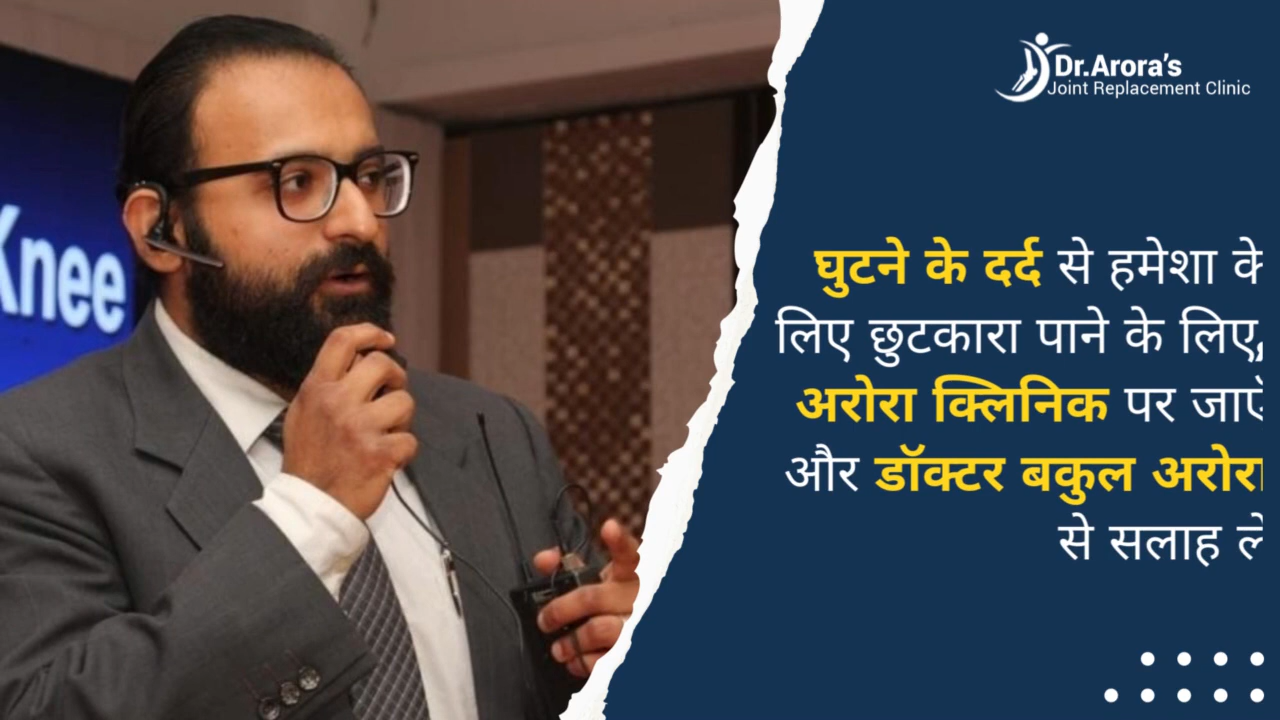 Knee
Dr.Arora's
Joint Replacement Clinic
घुटने के दर्द से हमेशा के
लिए छुटकारा पाने के लिए,
अरोरा क्लिनिक पर जाऐ
और डॉक्टर बकुल अरोरा
से सलाह ले